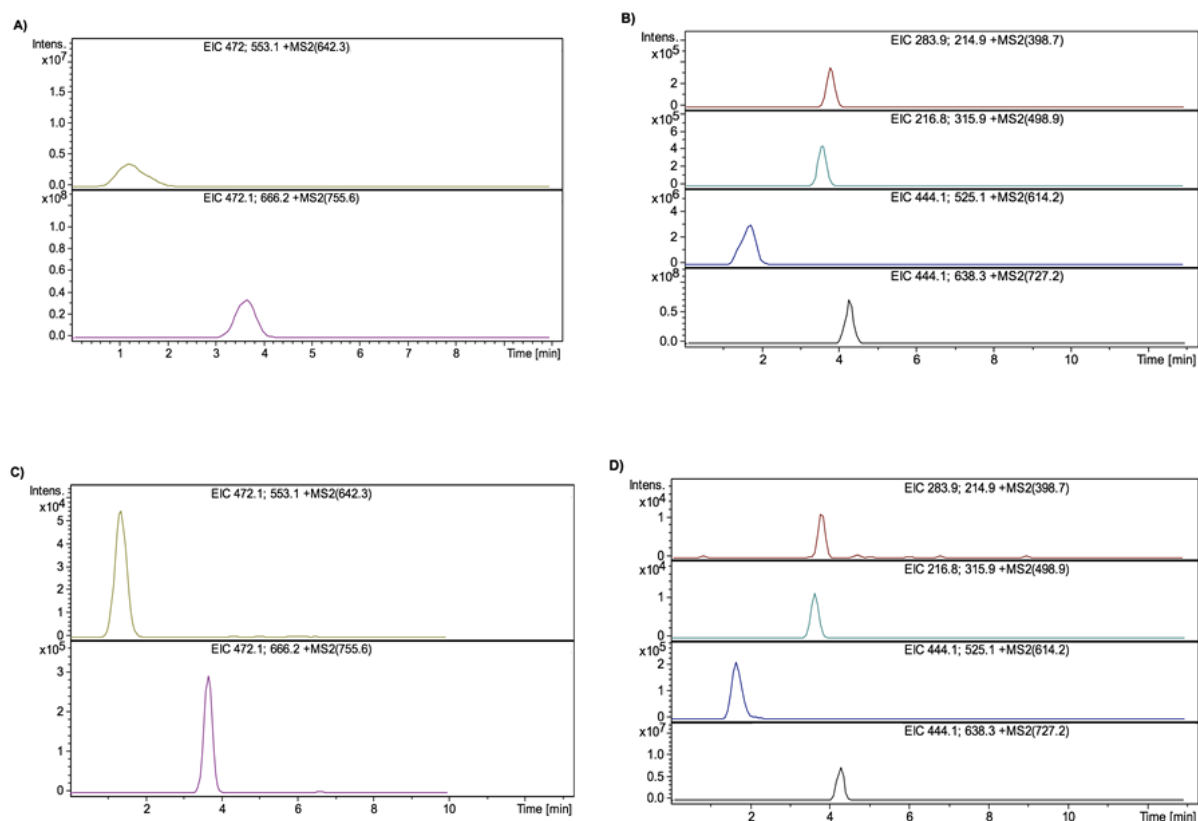 A)
Intens.
x10^7
EIC 472; 553.1 +MS2(642.3)
1.5
1.0
0.5
0.0
x10^8
EIC 472.1; 666.2 +MS2(755.6)
1.0
0.8
0.6
0.4
0.2
0.0
1 2 3 4 5 6 7 8 Time [min]
B)
Intens.
x10^5
EIC 283.9; 214.9 +MS2(398.7)
2
0
x10^5
EIC 216.8; 315.9 +MS2(498.9)
6
4
2
0
x10^6
EIC 444.1; 525.1 +MS2(614.2)
4
2
0
x10^8
EIC 444.1; 638.3 +MS2(727.2)
0.5
0.0
2 4 6 8 10 Time [min]
C)
Intens.
x10^4
EIC 472.1; 553.1 +MS2(642.3)
5
4
3
2
1
0
x10^5
EIC 472.1; 666.2 +MS2(755.6)
3
2
1
0
2 4 6 8 10 Time [min]
D)
Intens.
x10^4
EIC 283.9; 214.9 +MS2(398.7)
1
0
x10^4
EIC 216.8; 315.9 +MS2(498.9)
1
0
x10^5
EIC 444.1; 525.1 +MS2(614.2)
2
1
0
x10^7
EIC 444.1; 638.3 +MS2(727.2)
1.0
0.5
0.0
2 4 6 8 10 Time [min]